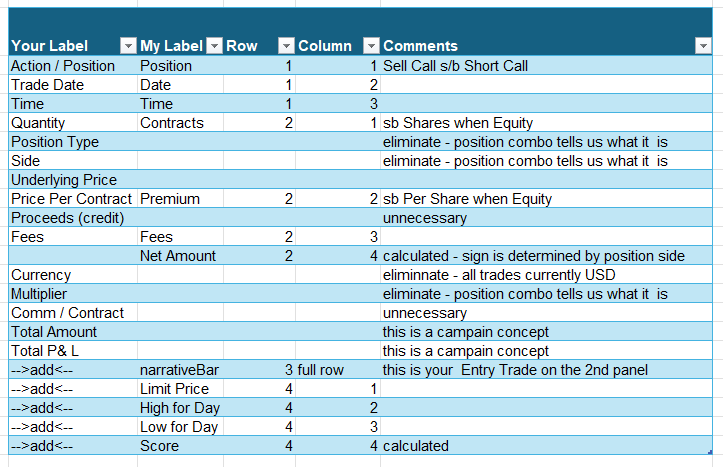 Your Label My Label Row Column Comments
Action / Position Position 1 1 Sell Call s/b Short Call
Trade Date Date 1 2
Time Time 1 3
Quantity Contracts 2 1 sb Shares when Equity
Position Type eliminate - position combo tells us what it  is
Side eliminate - position combo tells us what it  is
Underlying Price
Price Per Contract Premium 2 2 sb Per Share when Equity
Proceeds (credit) unnecessary
Fees Fees 2 3
Net Amount 2 4 calculated - sign is determined by position side
Currency eliminnate - all trades currently USD
Multiplier eliminate - position combo tells us what it  is
Comm / Contract unnecessary
Total Amount this is a campain concept
Total P& L this is a campain concept
-->add<-- narrativeBar 3 full row this is your  Entry Trade on the 2nd panel
-->add<-- Limit Price 4 1
-->add<-- High for Day 4 2
-->add<-- Low for Day 4 3
-->add<-- Score 4 4 calculated